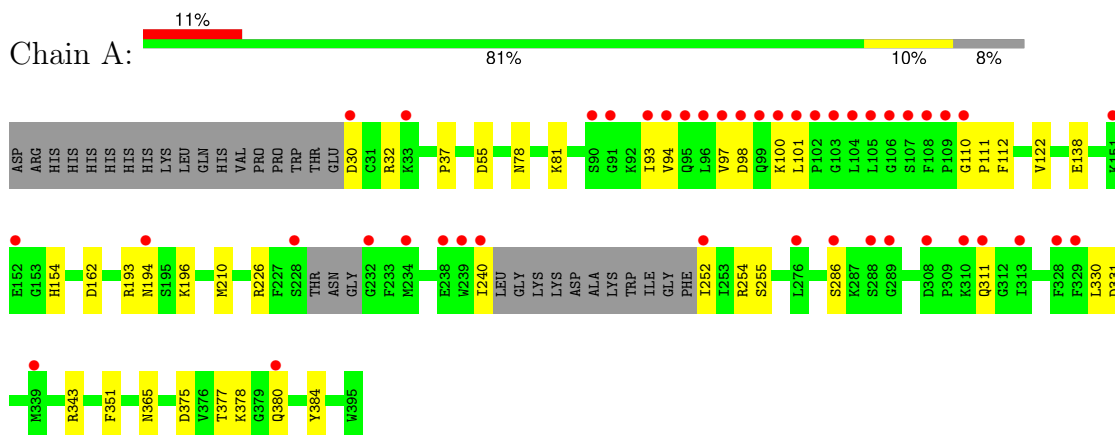 11%
Chain A:
81% 10% 8%
ASP ARG HIS HIS HIS HIS HIS HIS LYS LEU GLN HIS VAL PRO PRO TRP THR GLU D30 C31 R32 K33 P37 D55 N78 K81 S90 G91 K92 I93 V94 Q95 L96 V97 D98 Q99 K100 L101 P102 G103 L104 L105 G106 S107 F108 P109 G110 P111 F112 V122 E138 K151
E152 G153 H154 D162 R193 N194 S195 K196 M210 R226 F227 S228 THR ASN GLY G232 F233 M234 E238 W239 I240 LEU GLY LYS LYS ASP ALA LYS TRP ILE GLY PHE I252 I253 R254 S255 L276 S286 K287 S288 G289 D308 P309 K310 Q311 G312 I313 F328 F329 L330 D331
M339 R343 F351 N365 D375 V376 T377 K378 G379 Q380 Y384 W395